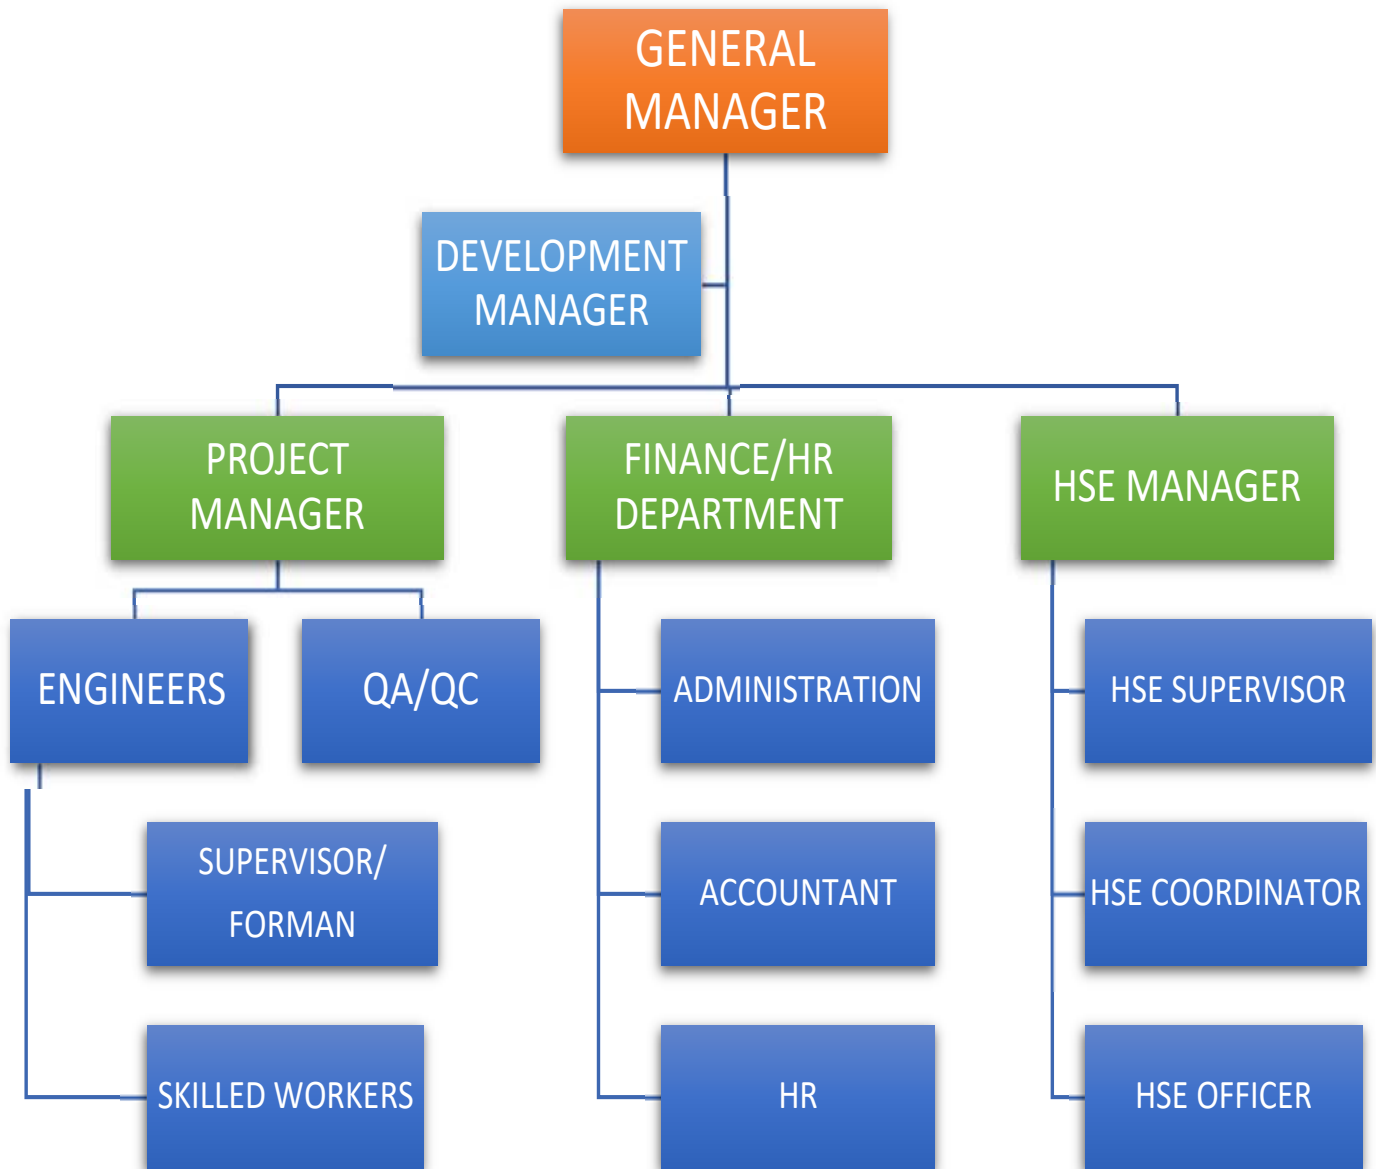 GENERAL
MANAGER
DEVELOPMENT
MANAGER
PROJECT
MANAGER
FINANCE/HR
DEPARTMENT
HSE MANAGER
ENGINEERS
QA/QC
ADMINISTRATION
HSE SUPERVISOR
SUPERVISOR/
FORMAN
ACCOUNTANT
HSE COORDINATOR
SKILLED WORKERS
HR
HSE OFFICER